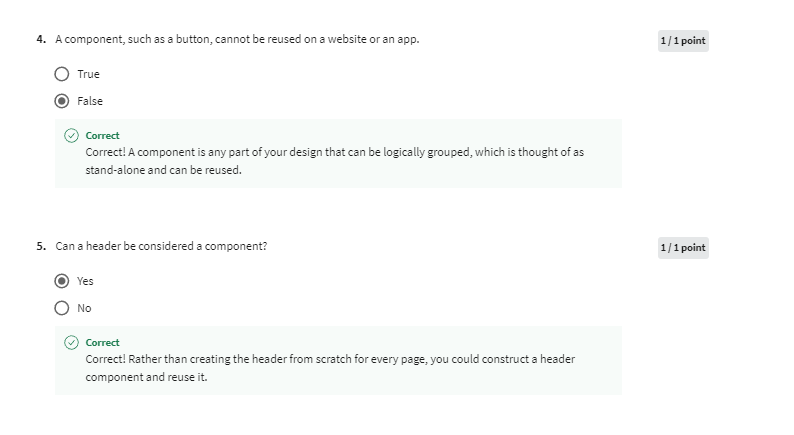 4. A component, such as a button, cannot be reused on a website or an app.
1 / 1 point
True
False
Correct
Correct! A component is any part of your design that can be logically grouped, which is thought of as
stand-alone and can be reused.
5. Can a header be considered a component?
1 / 1 point
Yes
No
Correct
Correct! Rather than creating the header from scratch for every page, you could construct a header
component and reuse it.